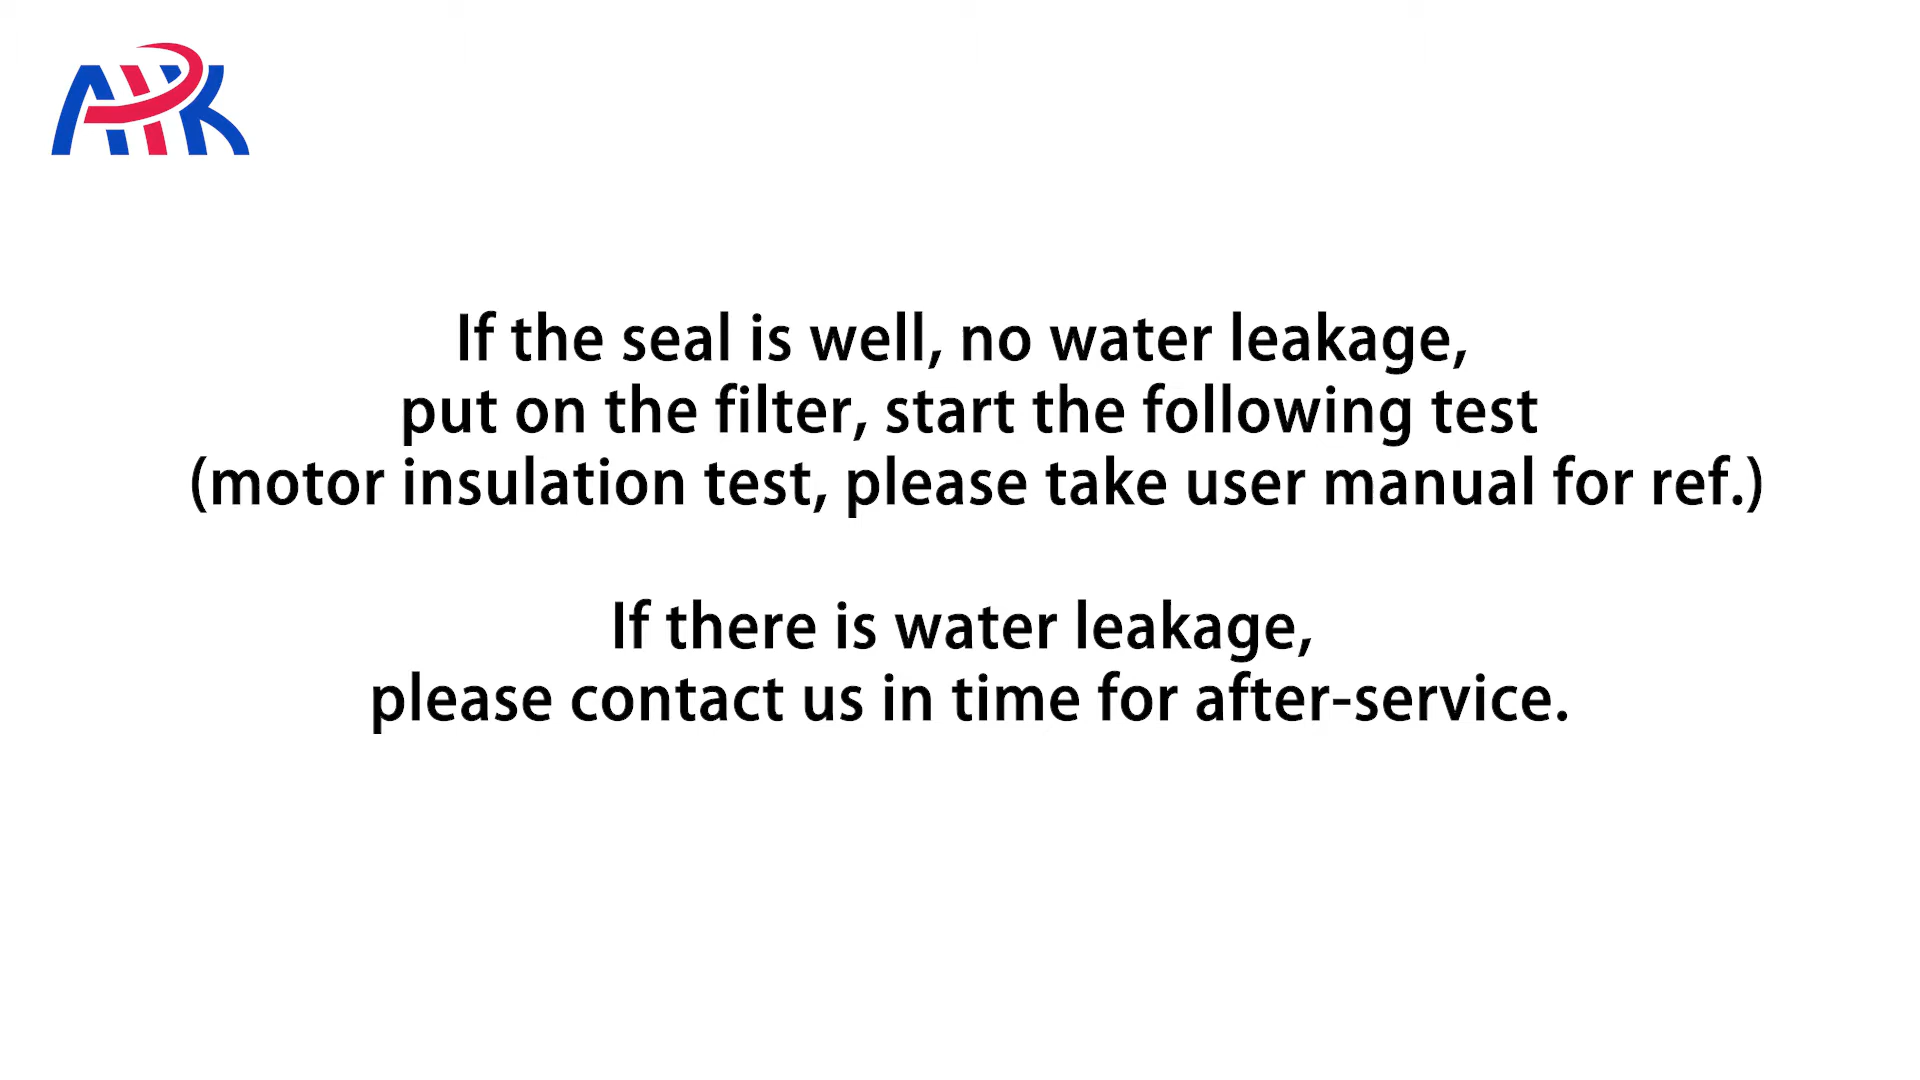 AYK
If the seal is well, no water leakage,
put on the filter, start the following test
(motor insulation test, please take user manual for ref.)
If there is water leakage,
please contact us in time for after-service.